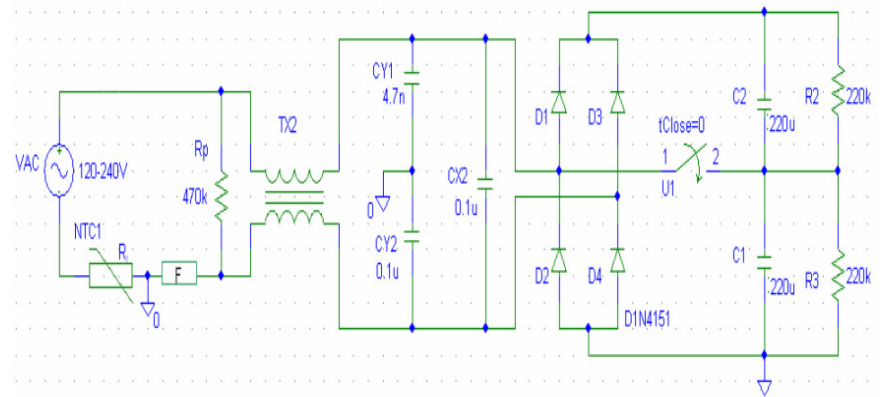 VAC
120-240V
NTC1
R
0
F
Rp
470k
TX2
CY1
4.7n
0
CY2
0.1u
CX2
0.1u
D1
D3
D2
D4
D1N4151
tClose=0
1
2
U1
C2
220u
R2
220k
C1
220u
R3
220k